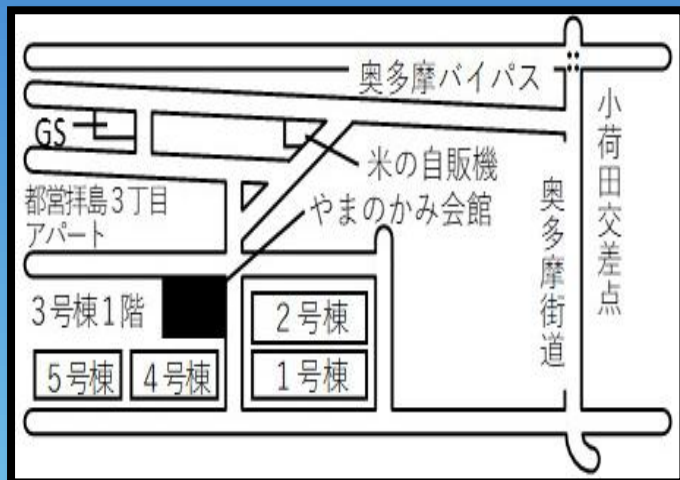 奥多摩バイパス
GS
小荷田交差点
米の自販機
都営拝島3丁目
アパート
やまのかみ会館
奥多摩街道
3号棟1階
2号棟
5号棟
4号棟
1号棟